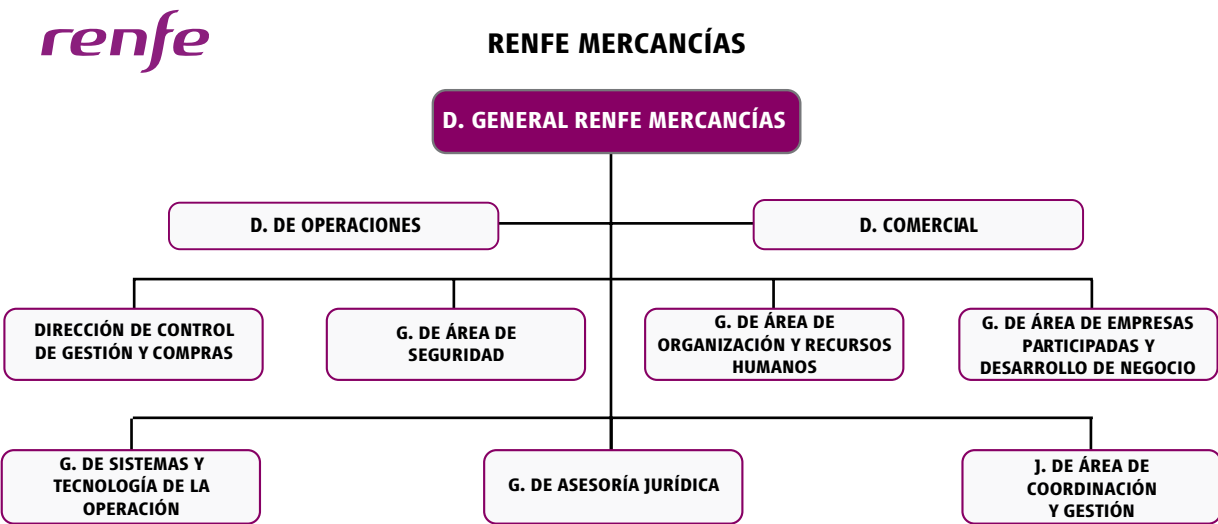 renfe
RENFE MERCANCÍAS
D. GENERAL RENFE MERCANCÍAS
D. DE OPERACIONES
D. COMERCIAL
DIRECCIÓN DE CONTROL
DE GESTIÓN Y COMPRAS
G. DE ÁREA DE
SEGURIDAD
G. DE ÁREA DE
ORGANIZACIÓN Y RECURSOS
HUMANOS
G. DE ÁREA DE EMPRESAS
PARTICIPADAS Y
DESARROLLO DE NEGOCIO
G. DE SISTEMAS Y
TECNOLOGÍA DE LA
OPERACIÓN
G. DE ASESORÍA JURÍDICA
J. DE ÁREA DE
COORDINACIÓN
Y GESTIÓN